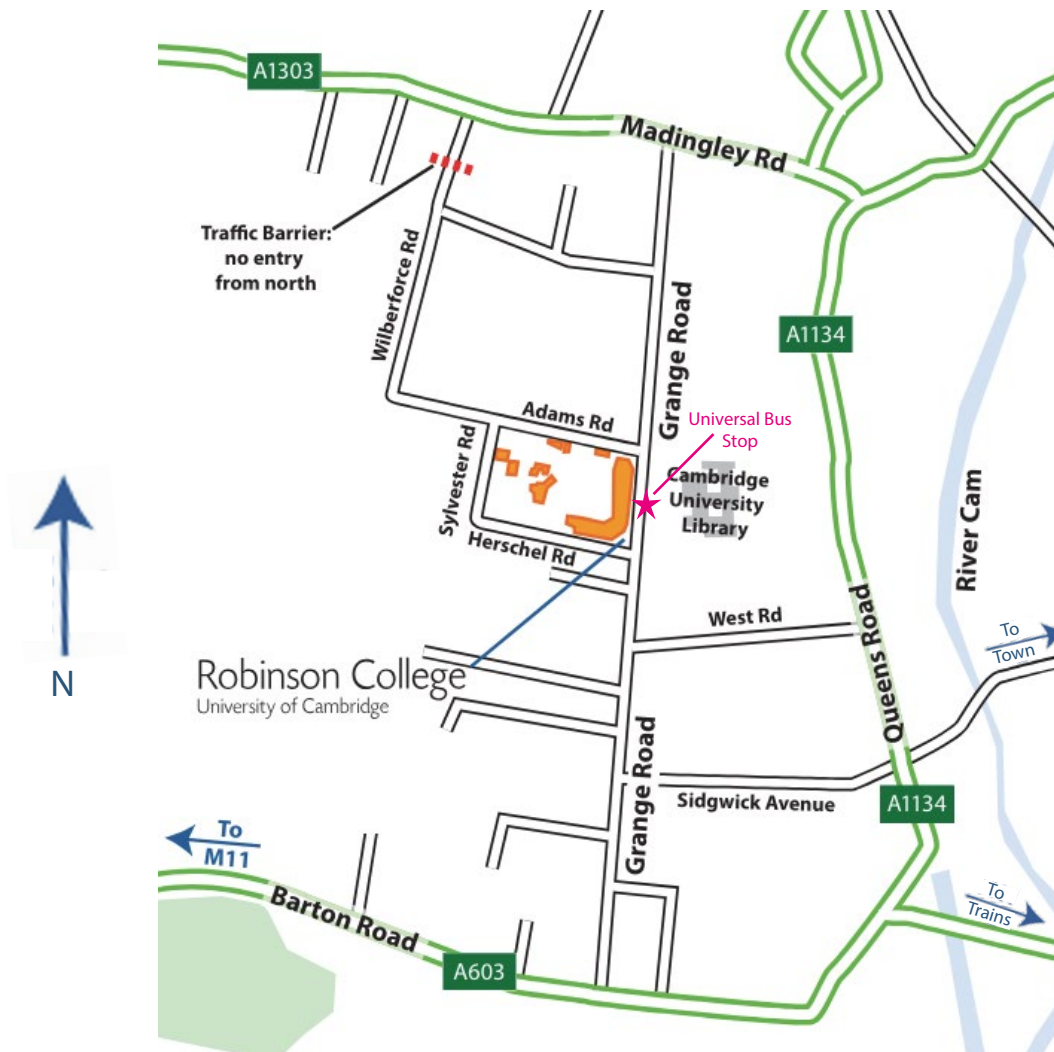 A1303
Madingley Rd
Traffic Barrier:
no entry
from north
Wilberforce Rd
Grange Road
A1134
Adams Rd
Universal Bus
Stop
Sylvester Rd
Cambridge
University
Library
Herschel Rd
River Cam
West Rd
To
Town
N
Robinson College
University of Cambridge
Queens Road
Grange Road
Sidgwick Avenue
A1134
To
M11
Barton Road
To
Trains
A603